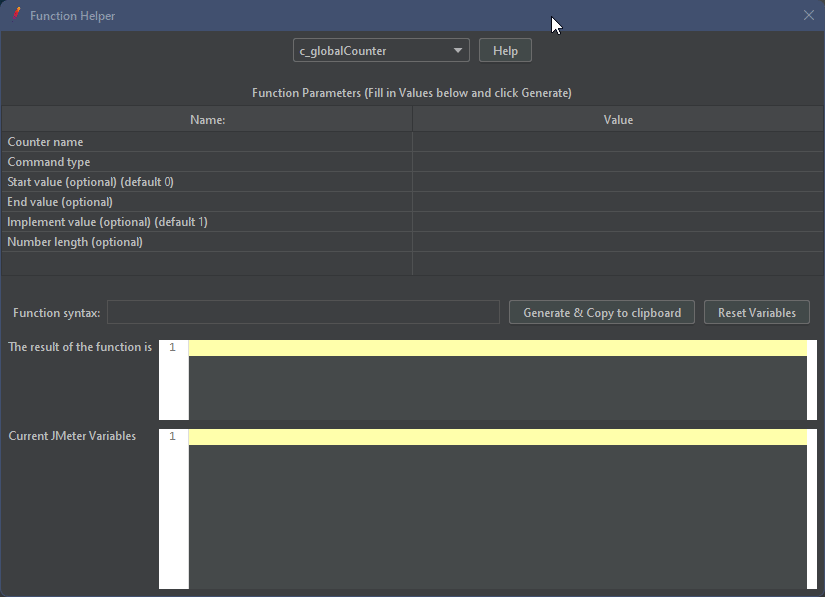 Function Helper
c_globalCounter Help
Function Parameters (Fill in Values below and click Generate)
Name: Value
Counter name
Command type
Start value (optional) (default 0)
End value (optional)
Implement value (optional) (default 1)
Number length (optional)
Function syntax: Generate & Copy to clipboard Reset Variables
The result of the function is 1
Current JMeter Variables 1